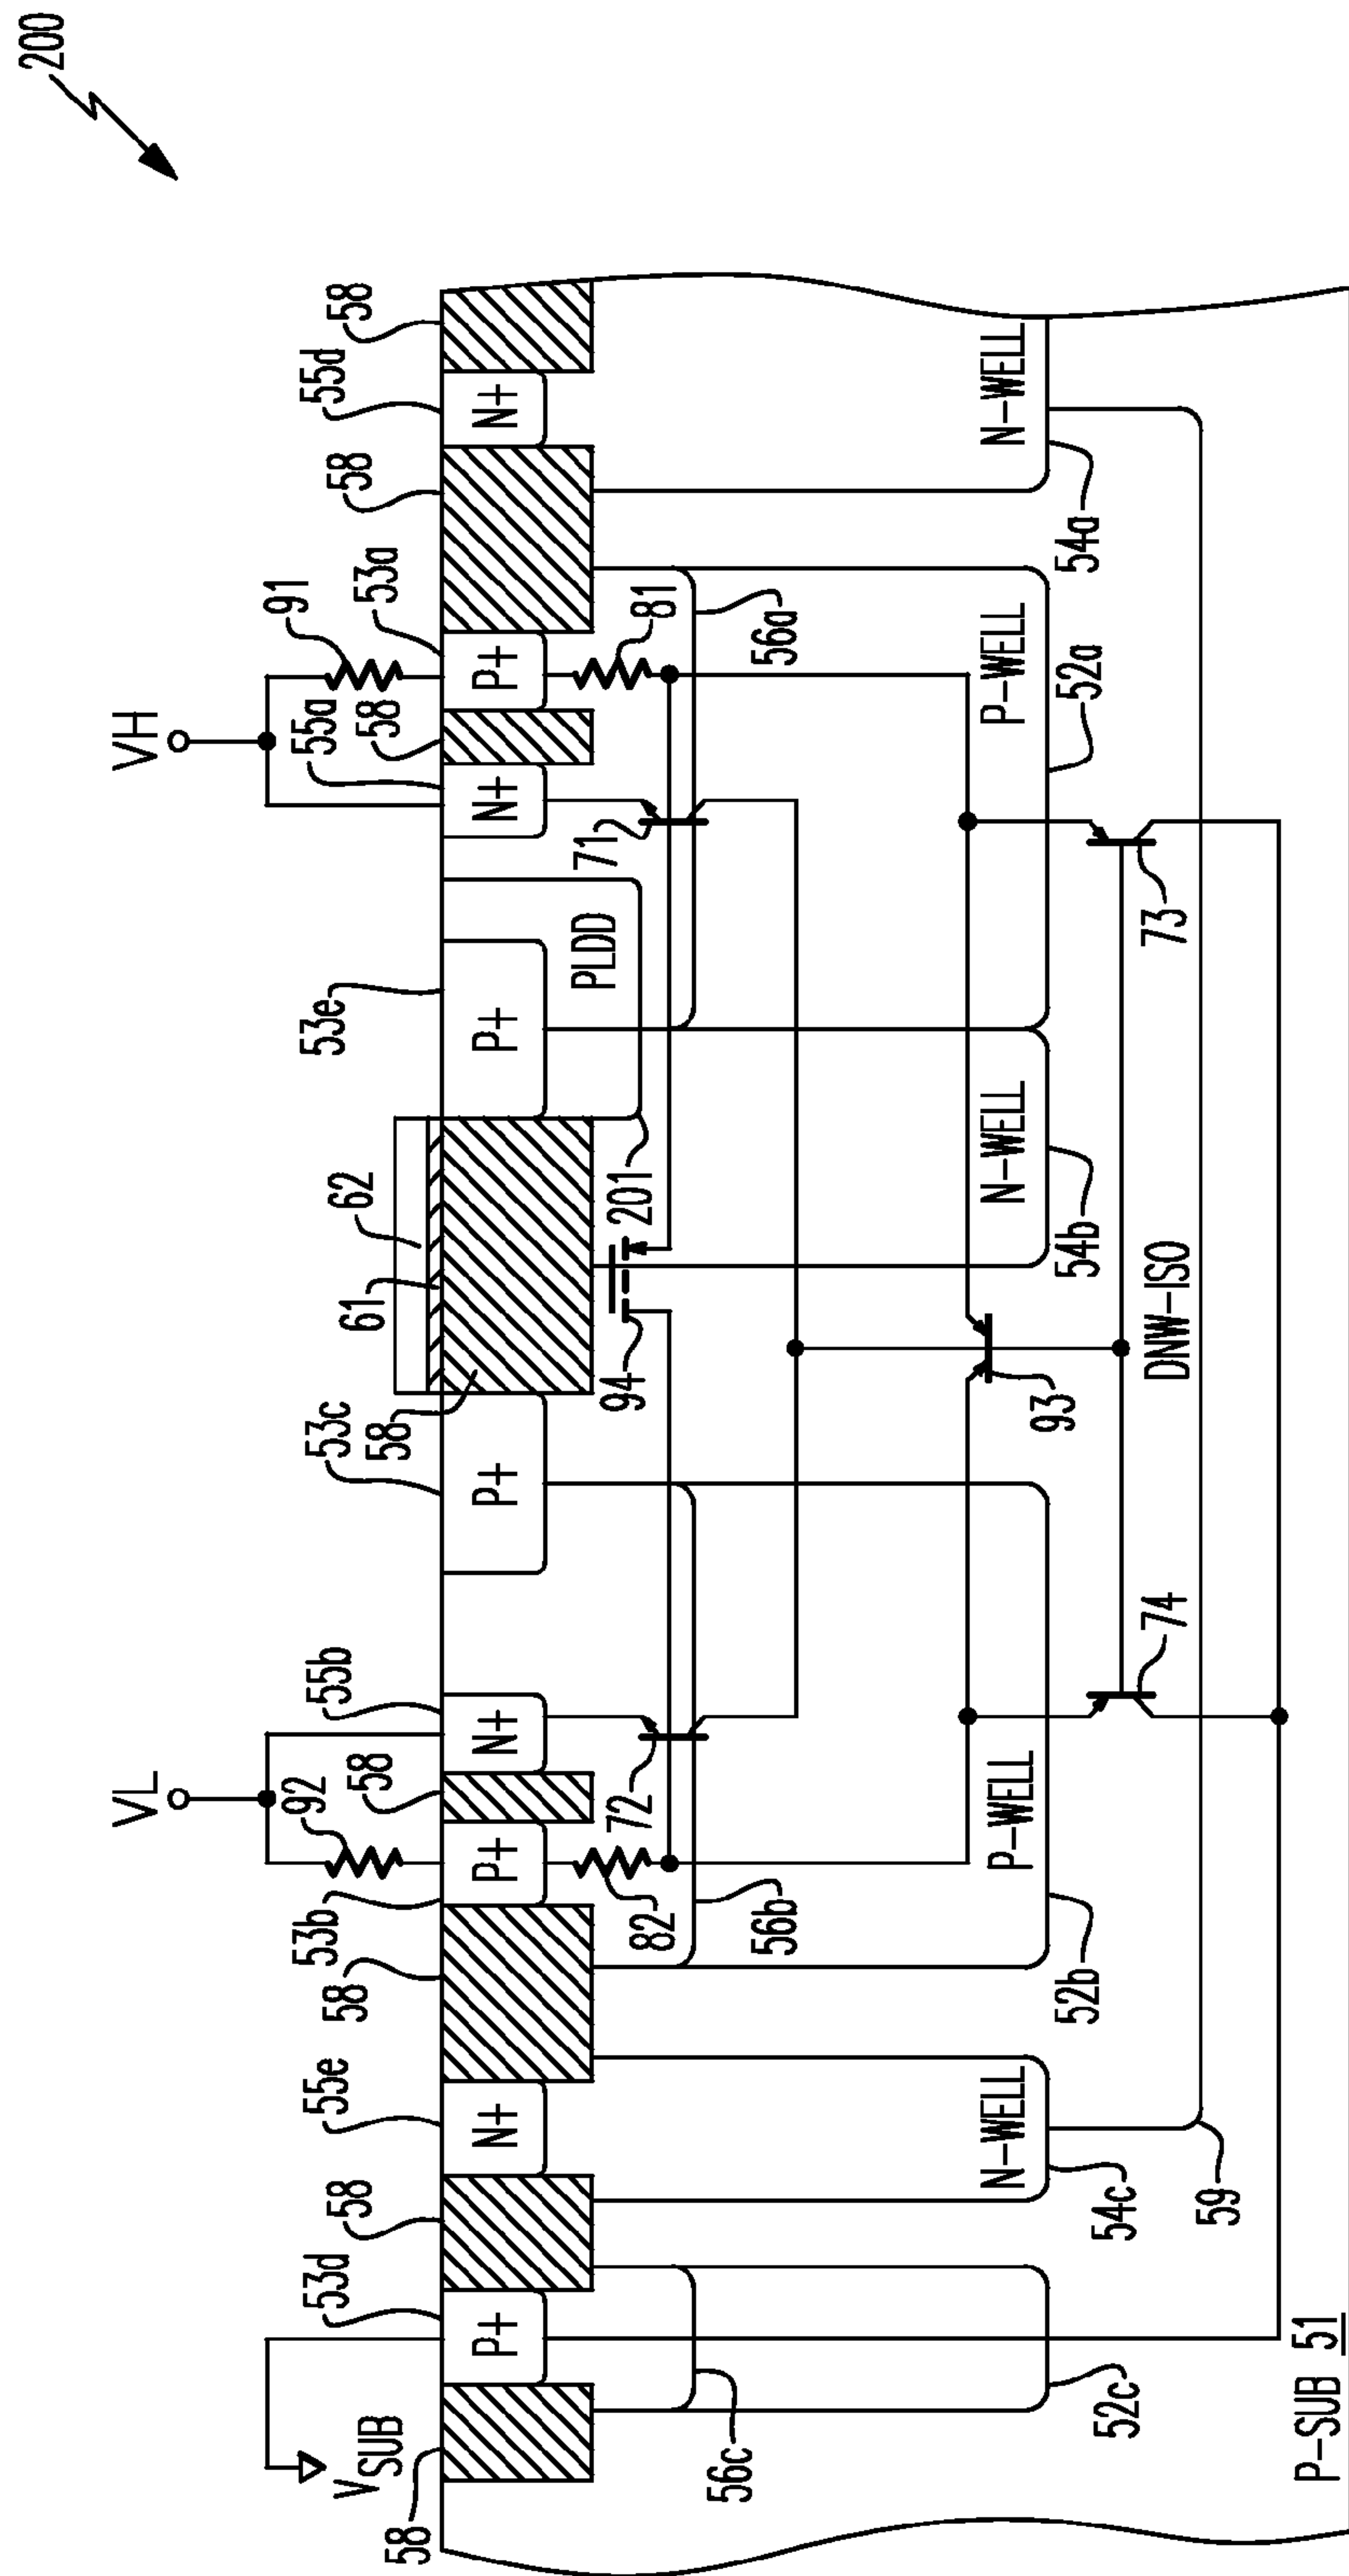 200
VL
VH
91
92
VSUB
58
53d
58
55e
58
53b
58
55b
53c
58
61
62
53e
55a
58
53a
58
55d
58
P+
N+
P+
N+
P+
P+
N+
P+
N+
PLDD
82
72
94
201
71
81
56c
56b
56a
N-WELL
P-WELL
N-WELL
P-WELL
N-WELL
52c
54c
52b
74
93
54b
73
52a
54a
DNW-ISO
59
P-SUB 51